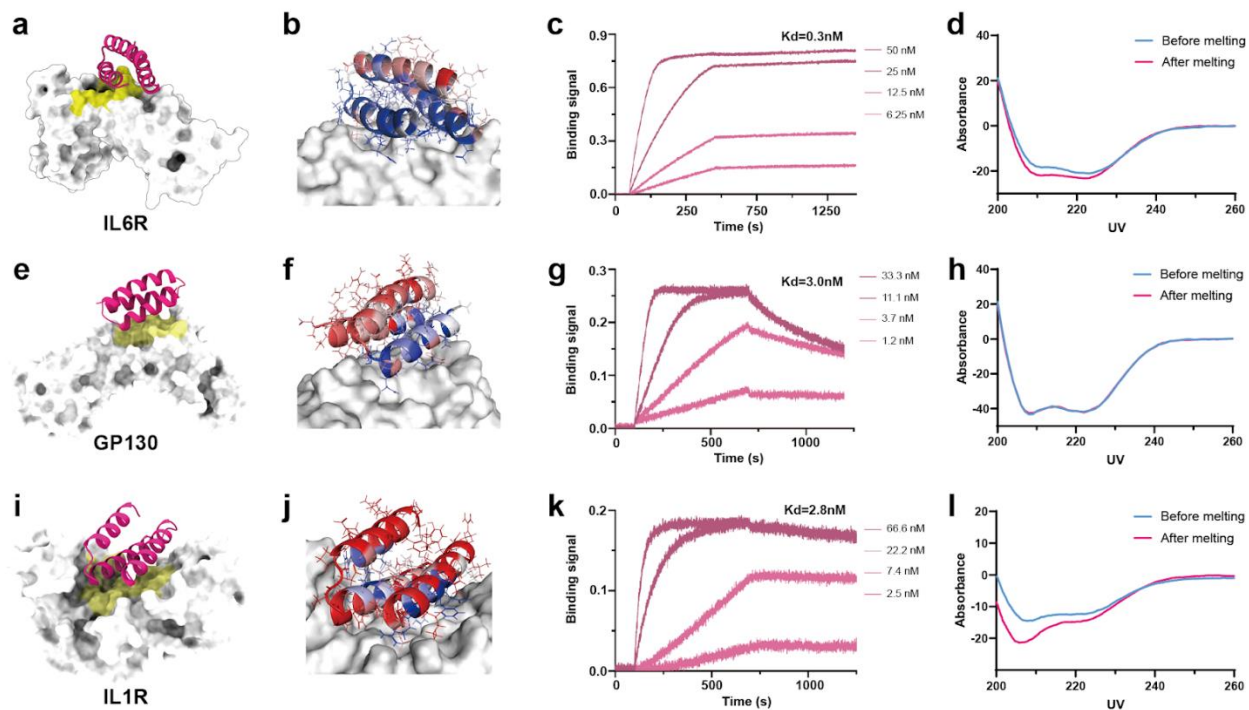 a
b
c
d
IL6R
Kd=0.3nM
50 nM
25 nM
12.5 nM
6.25 nM
Binding signal
0.9
0.6
0.3
0.0
0
250
750
1250
Time (s)
Before melting
After melting
Absorbance
40
20
0
-20
200
220
240
260
UV
e
f
g
h
GP130
Kd=3.0nM
33.3 nM
11.1 nM
3.7 nM
1.2 nM
Binding signal
0.3
0.2
0.1
0.0
0
500
1000
Time (s)
Before melting
After melting
Absorbance
40
20
0
-20
-40
200
220
240
260
UV
i
j
k
l
IL1R
Kd=2.8nM
66.6 nM
22.2 nM
7.4 nM
2.5 nM
Binding signal
0.2
0.1
0.0
0
500
1000
Time (s)
Before melting
After melting
Absorbance
20
10
0
-10
-20
200
220
240
260
UV